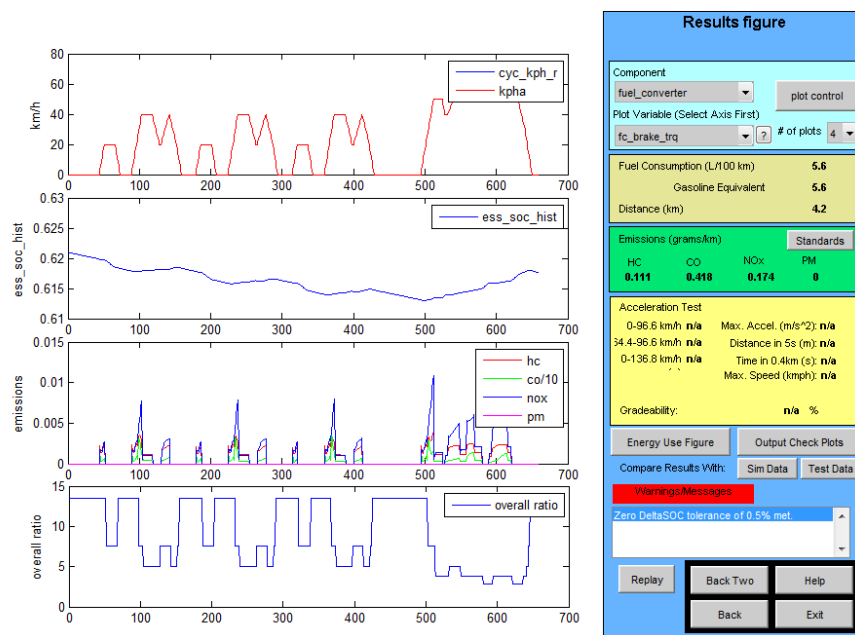 80
60
40
20
0
km/h
cyc_kph_r
kpha
0 100 200 300 400 500 600 700
0.63
0.625
0.62
0.615
0.61
ess_soc_hist
ess_soc_hist
0 100 200 300 400 500 600 700
0.015
0.01
0.005
0
emissions
hc
co/10
nox
pm
0 100 200 300 400 500 600 700
15
10
5
0
overall ratio
overall ratio
0 100 200 300 400 500 600 700
Results figure
Component
fuel_converter
plot control
Plot Variable (Select Axis First)
fc_brake_trq ? # of plots 4
Fuel Consumption (L/100 km) 5.6
Gasoline Equivalent 5.6
Distance (km) 4.2
Emissions (grams/km) Standards
HC CO NOx PM
0.111 0.418 0.174 0
Acceleration Test
0-96.6 km/h n/a Max. Accel. (m/s^2): n/a
64.4-96.6 km/h n/a Distance in 5s (m): n/a
0-136.8 km/h n/a Time in 0.4km (s): n/a
Max. Speed (kmph): n/a
Gradeability: n/a %
Energy Use Figure Output Check Plots
Compare Results With: Sim Data Test Data
Warnings/Messages
Zero DeltaSOC tolerance of 0.5% met.
Replay Back Two Help
Back Exit